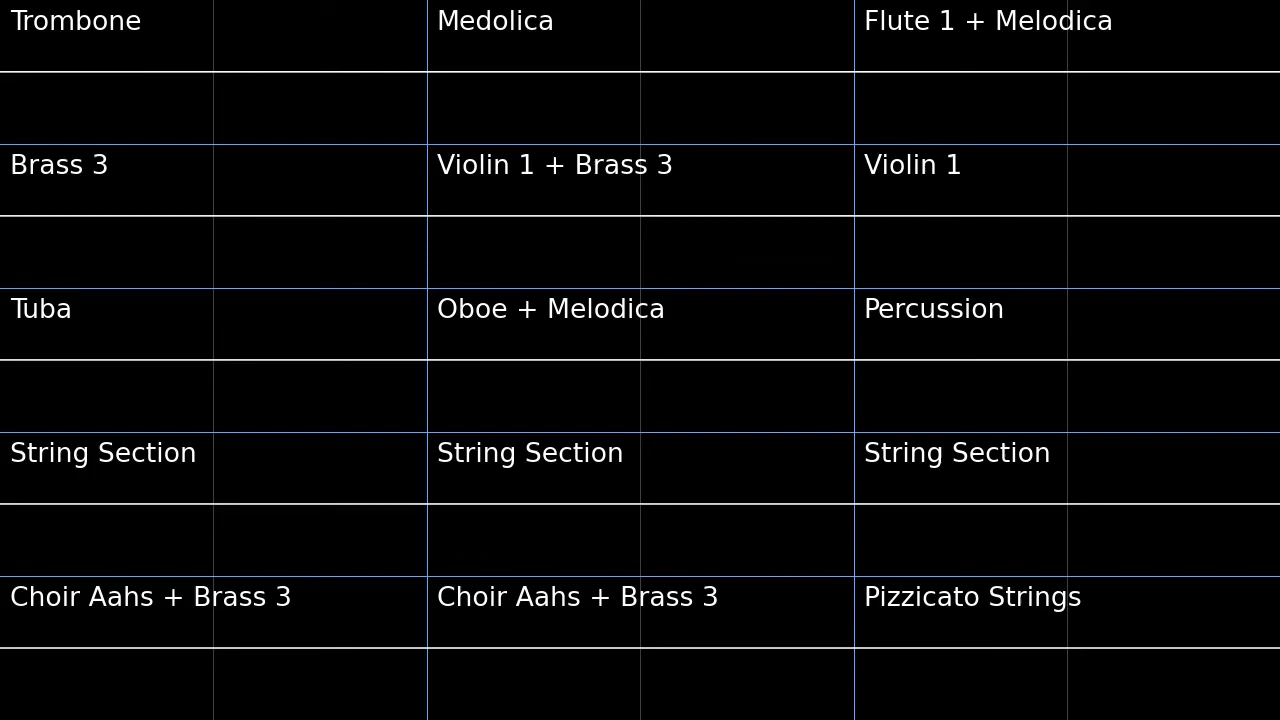 Trombone
Medolica
Flute 1 + Melodica
Brass 3
Violin 1 + Brass 3
Violin 1
Tuba
Oboe + Melodica
Percussion
String Section
String Section
String Section
Choir Aahs + Brass 3
Choir Aahs + Brass 3
Pizzicato Strings